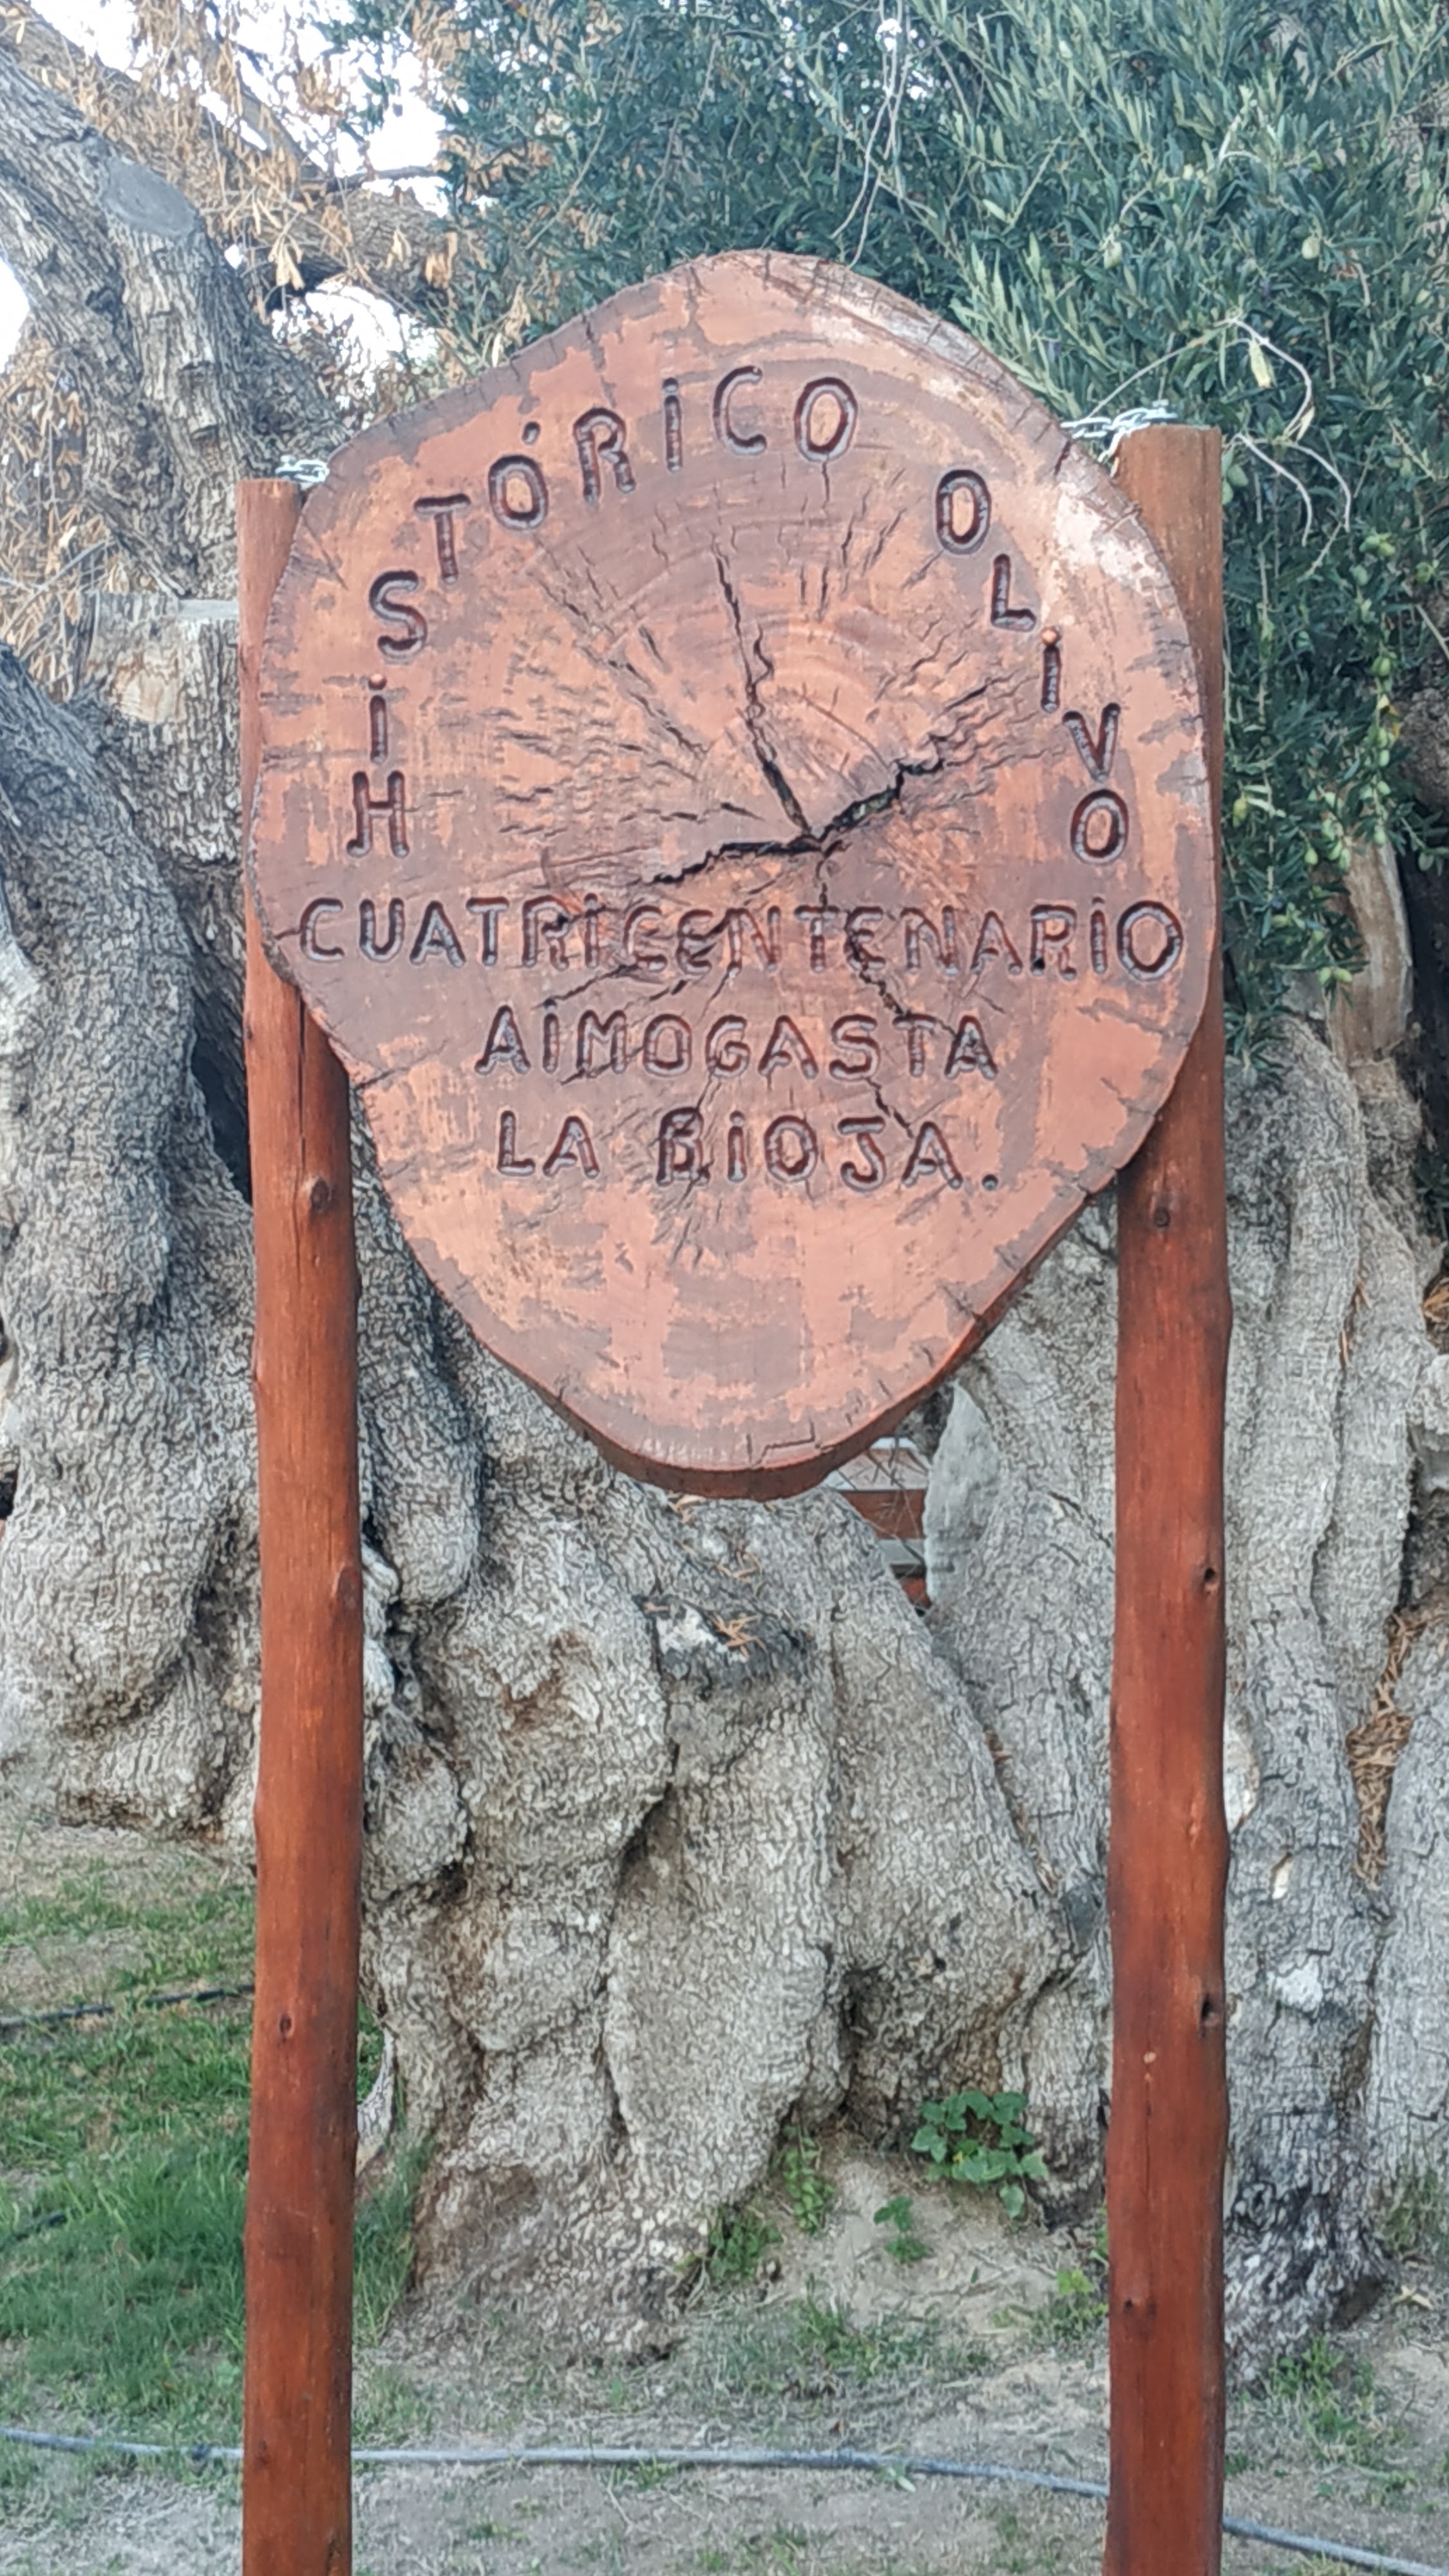 HiSTÓRiCO OLiVO
CUATRiCENTENARiO
AiMOGASTA
LA RiOJA.